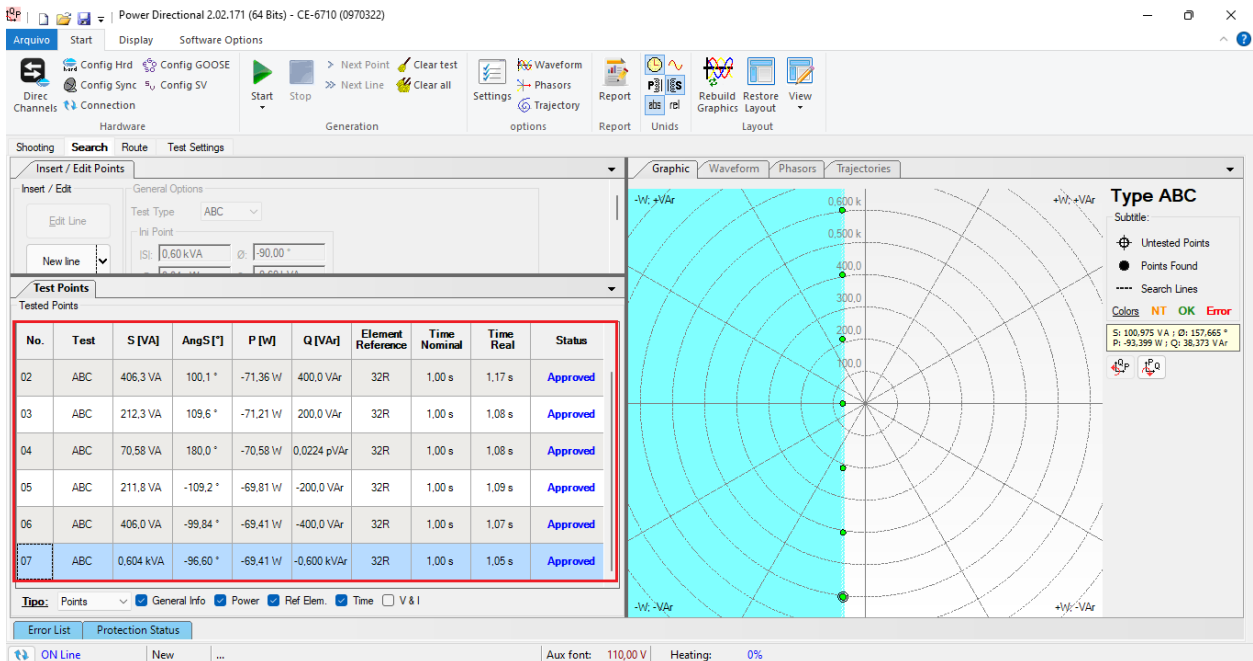 Power Directional 2.02.171 (64 Bits) - CE-6710 (0970322)
Arquivo Start Display Software Options
Direc Channels
Config Hrd Config GOOSE
Config Sync Config SV
Connection
Hardware
Start Stop
Next Point Clear test
Next Line Clear all
Generation
Settings
Waveform
Phasors
Trajectory
options
Report
Report
abs rel
Unids
Rebuild Graphics
Restore Layout
View
Layout
Shooting Search Route Test Settings
Insert / Edit Points
Insert / Edit
Edit Line
New line
General Options
Test Type ABC
Ini Point
|S|: 0,60 kVA Ø: -90,00 °
Test Points
Tested Points
No. Test S [VA] AngS [°] P [W] Q [VAr] Element Reference Time Nominal Time Real Status
02 ABC 406,3 VA 100,1 ° -71,36 W 400,0 VAr 32R 1,00 s 1,17 s Approved
03 ABC 212,3 VA 109,6 ° -71,21 W 200,0 VAr 32R 1,00 s 1,08 s Approved
04 ABC 70,58 VA 180,0 ° -70,58 W 0,0224 pVAr 32R 1,00 s 1,08 s Approved
05 ABC 211,8 VA -109,2 ° -69,81 W -200,0 VAr 32R 1,00 s 1,09 s Approved
06 ABC 406,0 VA -99,84 ° -69,41 W -400,0 VAr 32R 1,00 s 1,07 s Approved
07 ABC 0,604 kVA -96,60 ° -69,41 W -0,600 kVAr 32R 1,00 s 1,05 s Approved
Tipo: Points General Info Power Ref Elem. Time V & I
Graphic Waveform Phasors Trajectories
-W; +VAr
+W; +VAr
0,600 k
0,500 k
400,0
300,0
200,0
100,0
-W; -VAr
+W; -VAr
Type ABC
Subtitle:
Untested Points
Points Found
Search Lines
Colors NT OK Error
S: 100,975 VA ; Ø: 157,665 °
P: -93,399 W ; Q: 38,373 VAr
Error List Protection Status
ON Line New ... Aux font: 110,00 V Heating: 0%